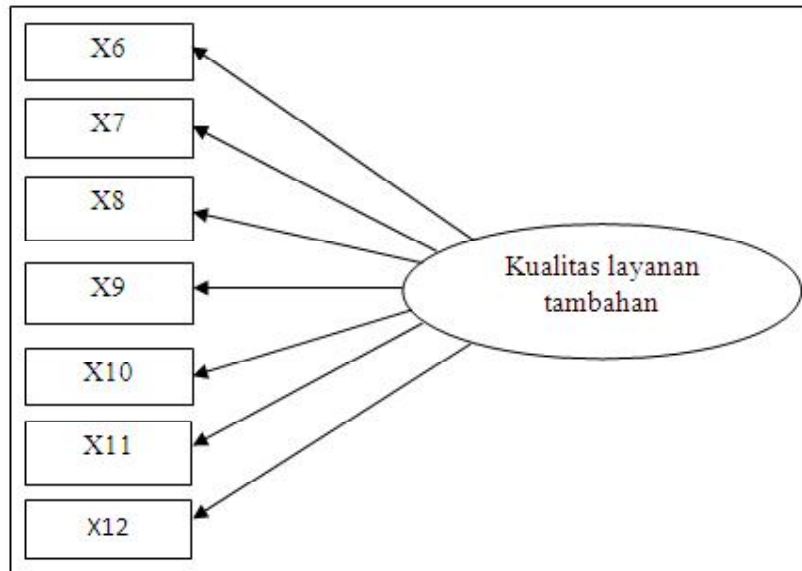 X6
X7
X8
X9
X10
X11
X12
Kualitas layanan
tambahan